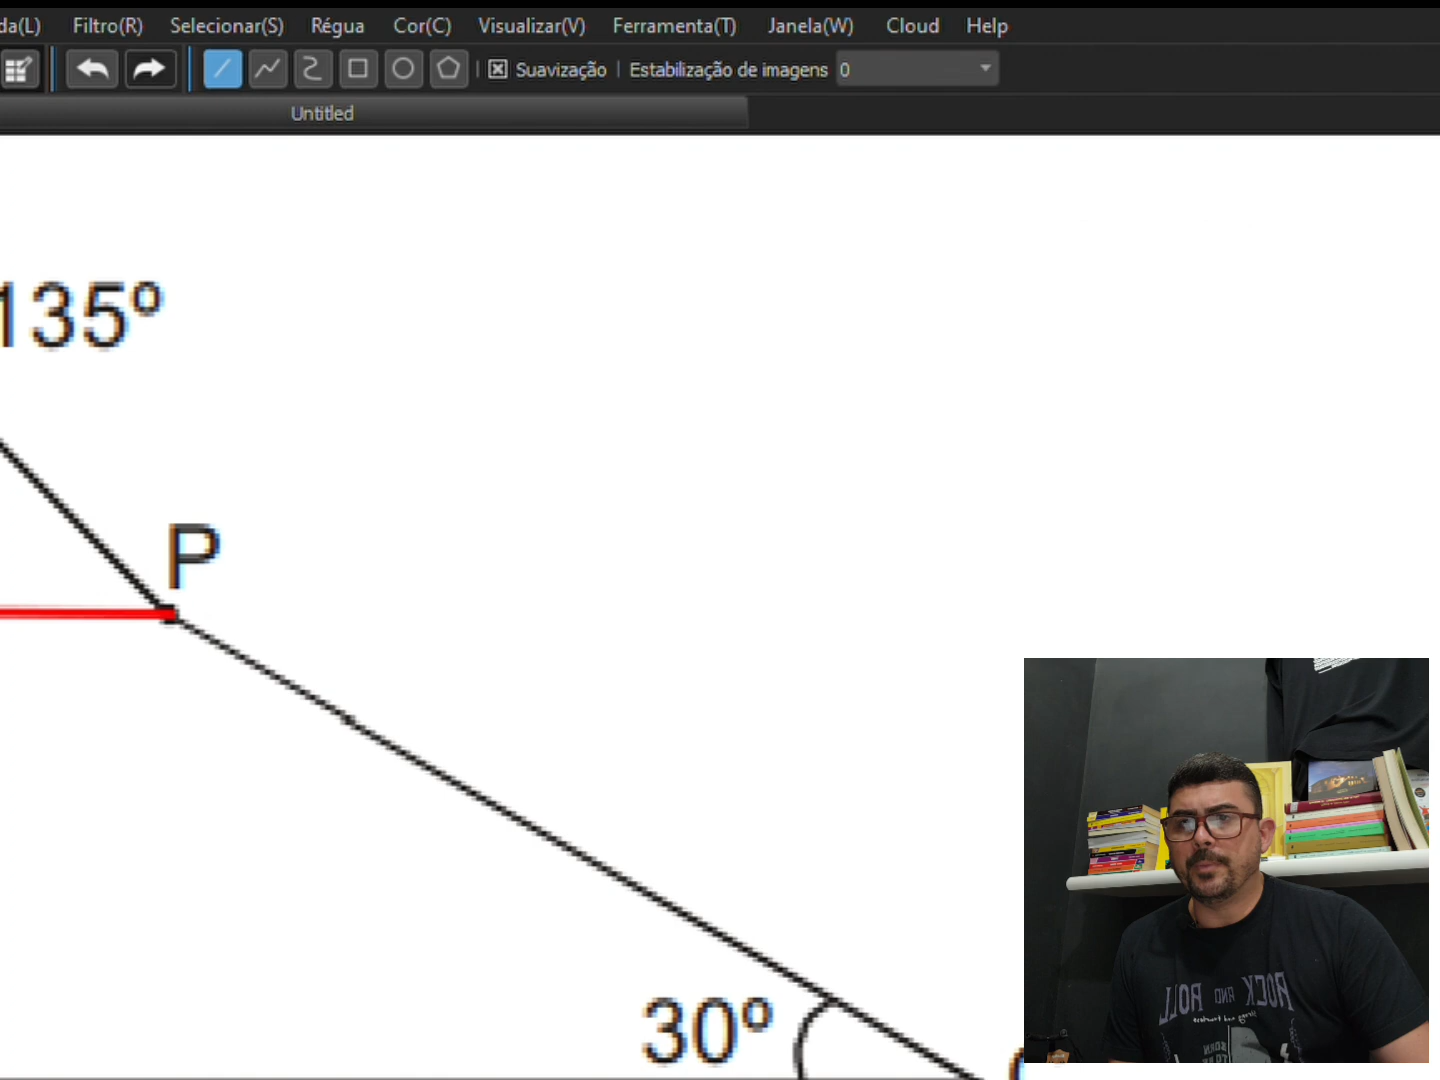 da(L) Filtro(R) Selecionar(S) Régua Cor(C) Visualizar(V) Ferramenta(T) Janela(W) Cloud Help
Suavização Estabilização de imagens 0
Untitled
135º
P
30º
ROCK AND ROLL